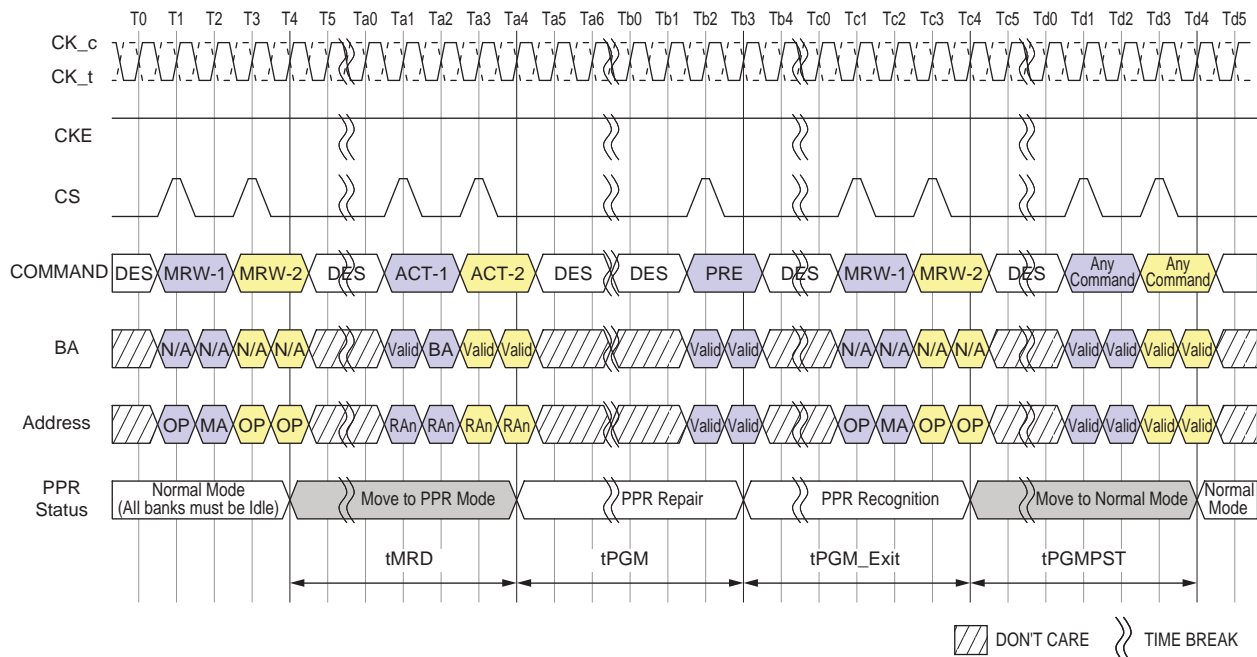 T0 T1 T2 T3 T4 T5 Ta0 Ta1 Ta2 Ta3 Ta4 Ta5 Ta6 Tb0 Tb1 Tb2 Tb3 Tb4 Tc0 Tc1 Tc2 Tc3 Tc4 Tc5 Td0 Td1 Td2 Td3 Td4 Td5
CK_c
CK_t
CKE
CS
COMMAND DES MRW-1 MRW-2 DES ACT-1 ACT-2 DES DES PRE DES MRW-1 MRW-2 DES Any Command Any Command
BA N/A N/A N/A N/A Valid BA Valid Valid Valid Valid N/A N/A N/A N/A Valid Valid Valid Valid
Address OP MA OP OP RAn RAn RAn RAn Valid Valid OP MA OP OP Valid Valid Valid Valid
PPR
Status
Normal Mode
(All banks must be Idle)
Move to PPR Mode
PPR Repair
PPR Recognition
Move to Normal Mode
Normal
Mode
tMRD tPGM tPGM_Exit tPGMPST
DON'T CARE TIME BREAK